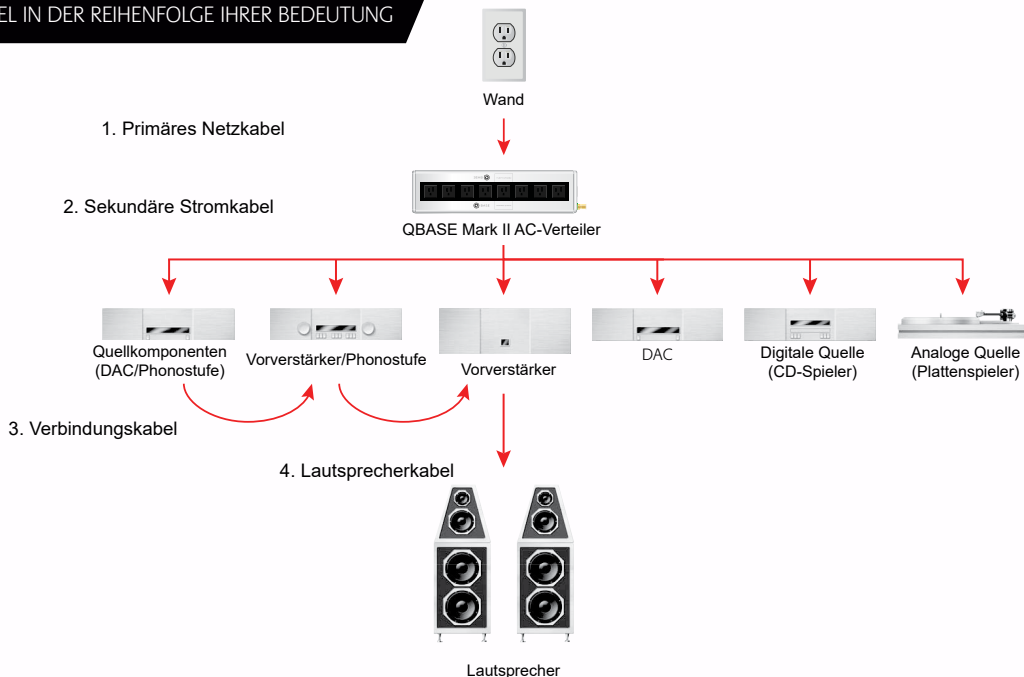 IN DER REIHENFOLGE IHRER BEDEUTUNG
Wand
1. Primäres Netzkabel
2. Sekundäre Stromkabel
QBASE Mark II AC-Verteiler
Quellkomponenten
(DAC/Phonostufe)
Vorverstärker/Phonostufe
Vorverstärker
DAC
Digitale Quelle
(CD-Spieler)
Analoge Quelle
(Plattenspieler)
3. Verbindungskabel
4. Lautsprecherkabel
Lautsprecher